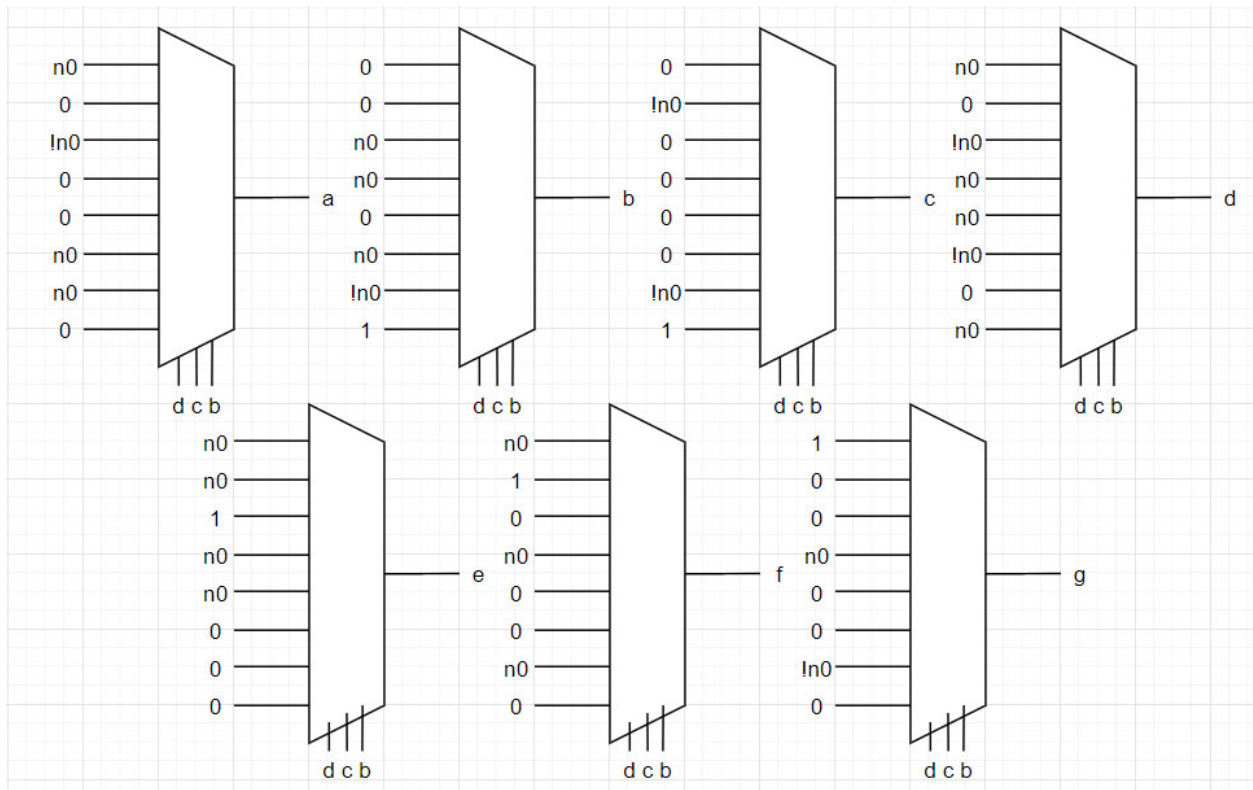 n0 0 0 n0
0 0 !n0 0
!n0 n0 0 !n0
0 n0 0 n0
a b c d
0 0 0 n0
n0 n0 0 !n0
n0 !n0 !n0 0
0 1 1 n0
d c b d c b d c b d c b
n0 n0 1
n0 1 0
1 0 0
n0 n0 n0
e f g
n0 0 0
0 0 0
0 n0 !n0
0 0 0
d c b d c b d c b